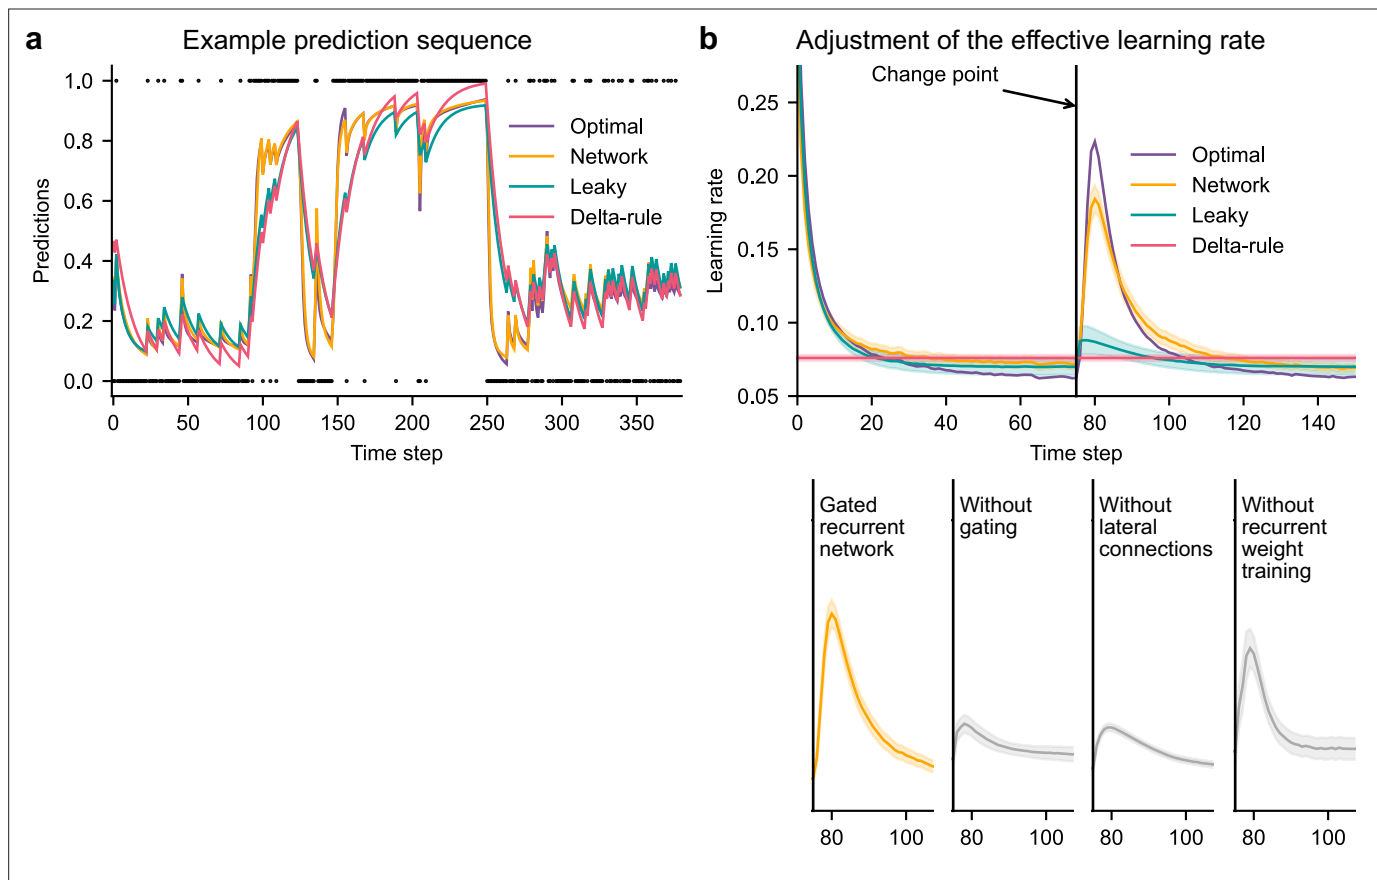 a
Example prediction sequence
1.0
0.8
0.6
0.4
0.2
0.0
Predictions
Optimal
Network
Leaky
Delta-rule
0
50
100
150
200
250
300
350
Time step
b
Adjustment of the effective learning rate
Change point
0.25
0.20
0.15
0.10
0.05
Learning rate
Optimal
Network
Leaky
Delta-rule
0
20
40
60
80
100
120
140
Time step
Gated
recurrent
network
80
100
Without
gating
80
100
Without
lateral
connections
80
100
Without
recurrent
weight
training
80
100